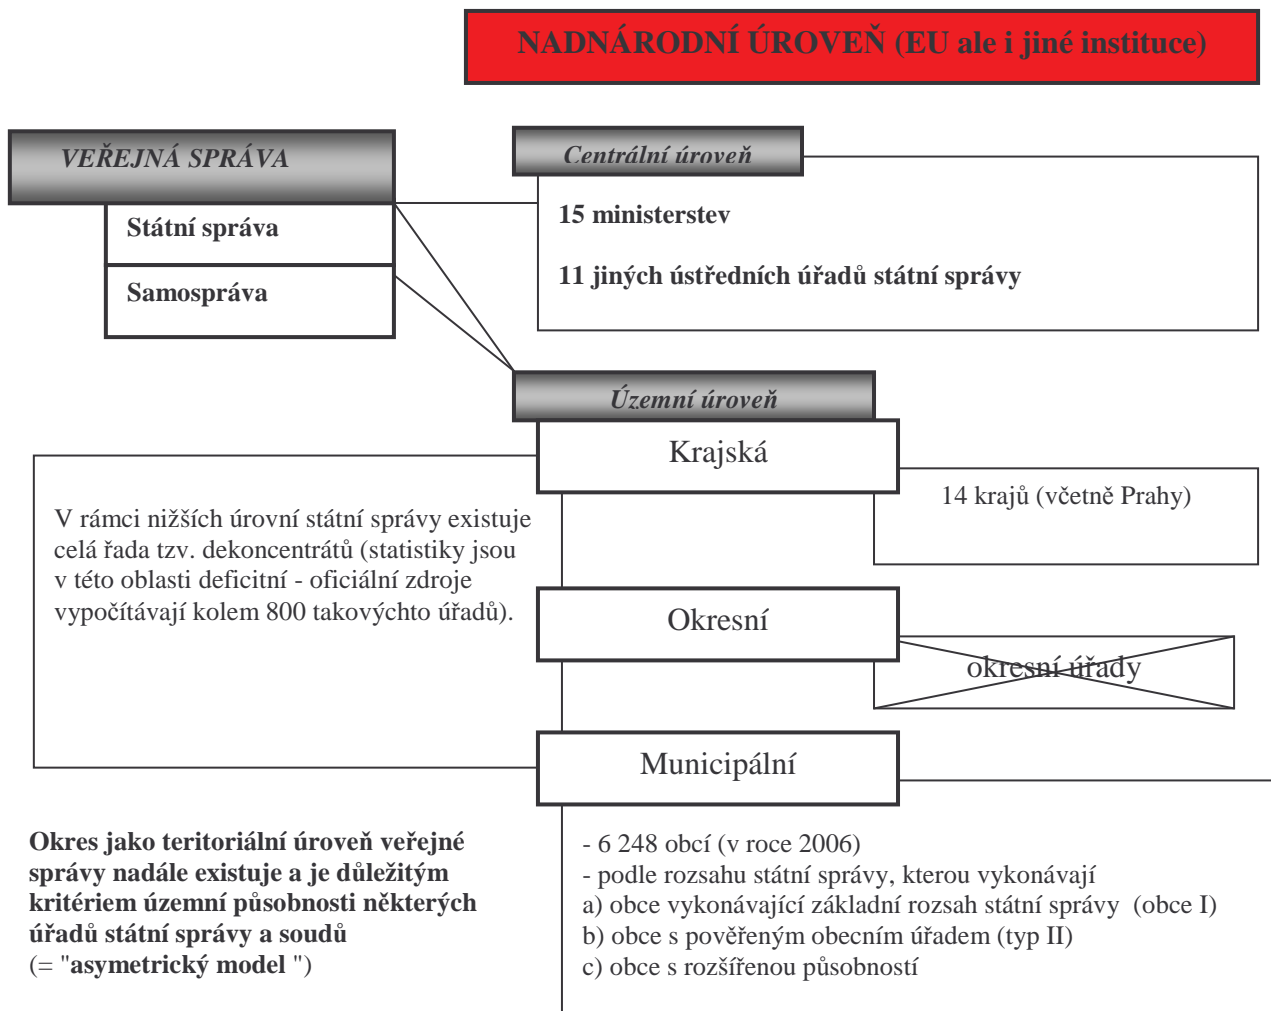 NADNÁRODNÍ ÚROVEŇ (EU ale i jiné instituce)
VEŘEJNÁ SPRÁVA
Státní správa
Samospráva
Centrální úroveň
15 ministerstev
11 jiných ústředních úřadů státní správy
Územní úroveň
Krajská
14 krajů (včetně Prahy)
V rámci nižších úrovní státní správy existuje
celá řada tzv. dekoncentrátů (statistiky jsou
v této oblasti deficitní - oficiální zdroje
vypočítávají kolem 800 takovýchto úřadů).
Okresní
okresní úřady
Municipální
Okres jako teritoriální úroveň veřejné
správy nadále existuje a je důležitým
kritériem územní působnosti některých
úřadů státní správy a soudů
(= "asymetrický model ")
- 6 248 obcí (v roce 2006)
- podle rozsahu státní správy, kterou vykonávají
a) obce vykonávající základní rozsah státní správy (obce I)
b) obce s pověřeným obecním úřadem (typ II)
c) obce s rozšířenou působností